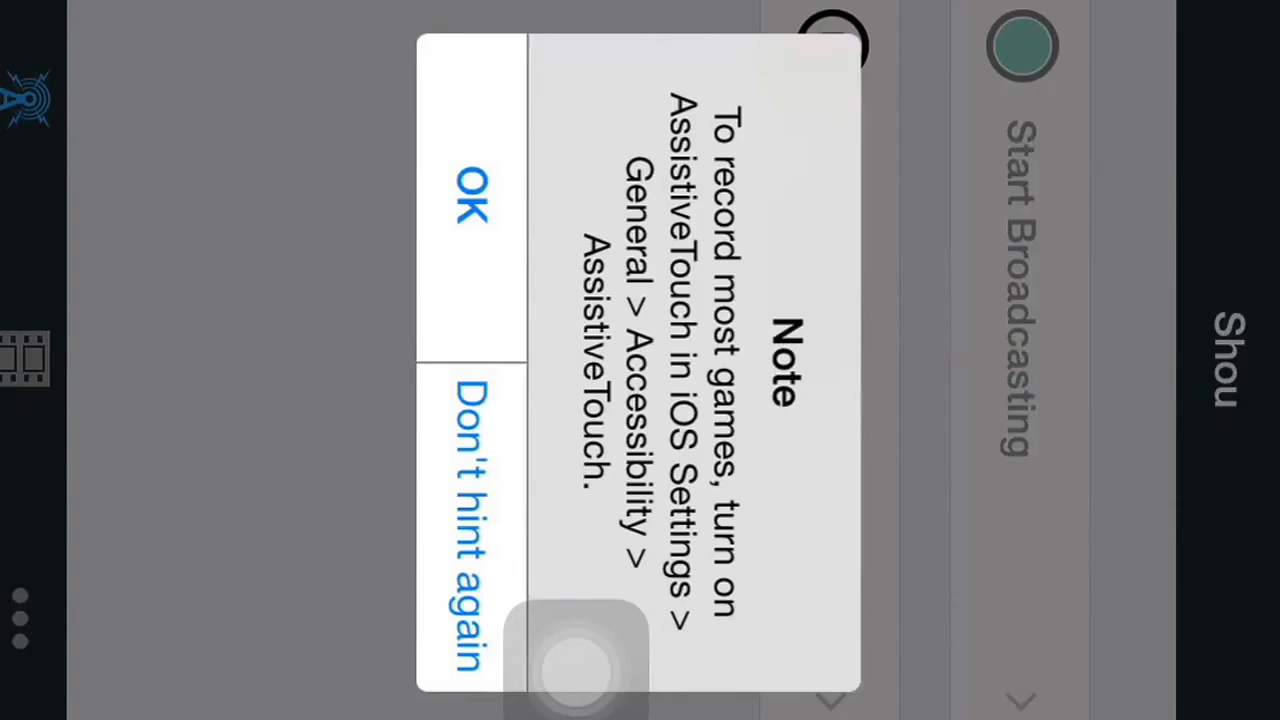 Shou
Start Broadcasting
Note
To record most games, turn on
AssistiveTouch in iOS Settings >
General > Accessibility >
AssistiveTouch.
OK
Don't hint again